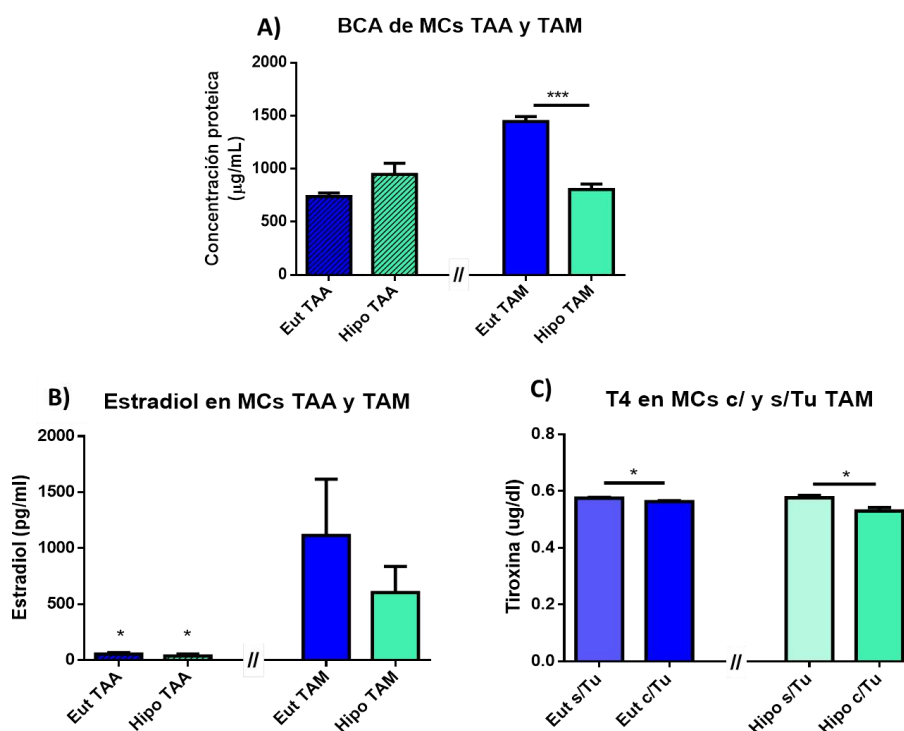 A)
BCA de MCs TAA y TAM
Concentración proteica
(µg/mL)
2000
1500
1000
500
0
***
//
Eut TAA
Hipo TAA
Eut TAM
Hipo TAM
B)
Estradiol en MCs TAA y TAM
Estradiol (pg/ml)
2000
1500
1000
500
0
*
*
//
Eut TAA
Hipo TAA
Eut TAM
Hipo TAM
C)
T4 en MCs c/ y s/Tu TAM
Tiroxina (ug/dl)
0.8
0.6
0.4
0.2
0.0
*
*
//
Eut s/Tu
Eut c/Tu
Hipo s/Tu
Hipo c/Tu